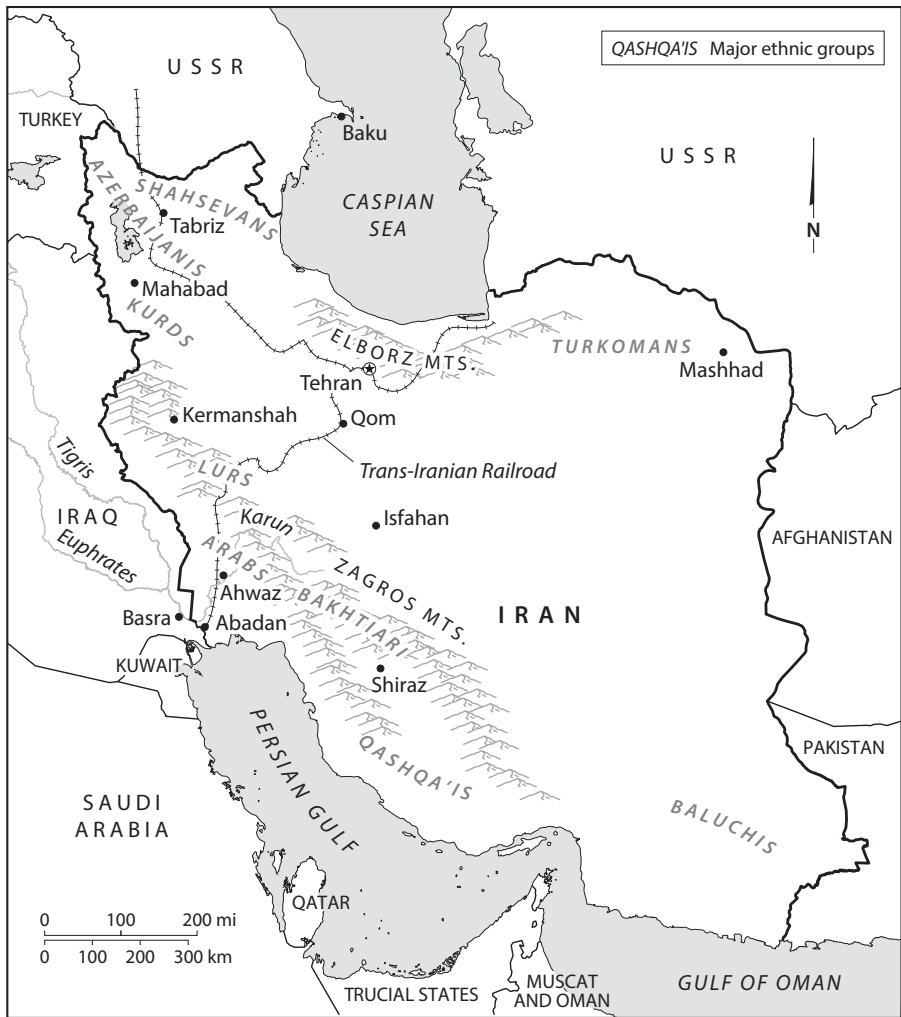 QASHQA'IS Major ethnic groups
USSR
TURKEY
Baku
USSR
CASPIAN
SEA
N
AZERBAIJANIS
SHAHSEVANS
Tabriz
Mahabad
KURDS
ELBORZ MTS.
TURKOMANS
Mashhad
Tehran
Kermanshah
Qom
Tigris
LURS
Trans-Iranian Railroad
IRAQ
Euphrates
Karun
Isfahan
AFGHANISTAN
ARABS
Ahwaz
ZAGROS MTS.
BAKHTIARI
IRAN
Basra
Abadan
KUWAIT
Shiraz
PERSIAN GULF
QASHQA'IS
PAKISTAN
SAUDI
ARABIA
BALUCHIS
QATAR
0 100 200 mi
0 100 200 300 km
TRUCIAL STATES
MUSCAT
AND OMAN
GULF OF OMAN